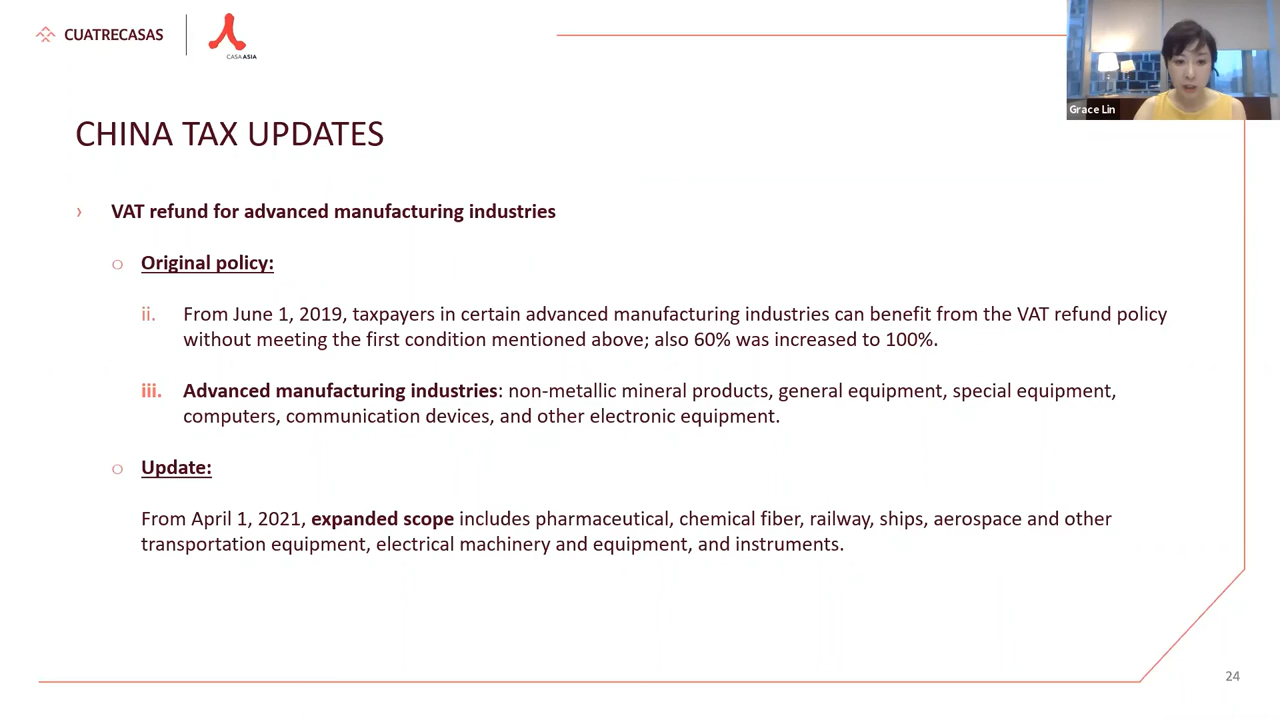 CUATRECASAS
CASAASIA
Grace Lin
CHINA TAX UPDATES
› VAT refund for advanced manufacturing industries
o Original policy:
ii. From June 1, 2019, taxpayers in certain advanced manufacturing industries can benefit from the VAT refund policy
without meeting the first condition mentioned above; also 60% was increased to 100%.
iii. Advanced manufacturing industries: non-metallic mineral products, general equipment, special equipment,
computers, communication devices, and other electronic equipment.
o Update:
From April 1, 2021, expanded scope includes pharmaceutical, chemical fiber, railway, ships, aerospace and other
transportation equipment, electrical machinery and equipment, and instruments.
24